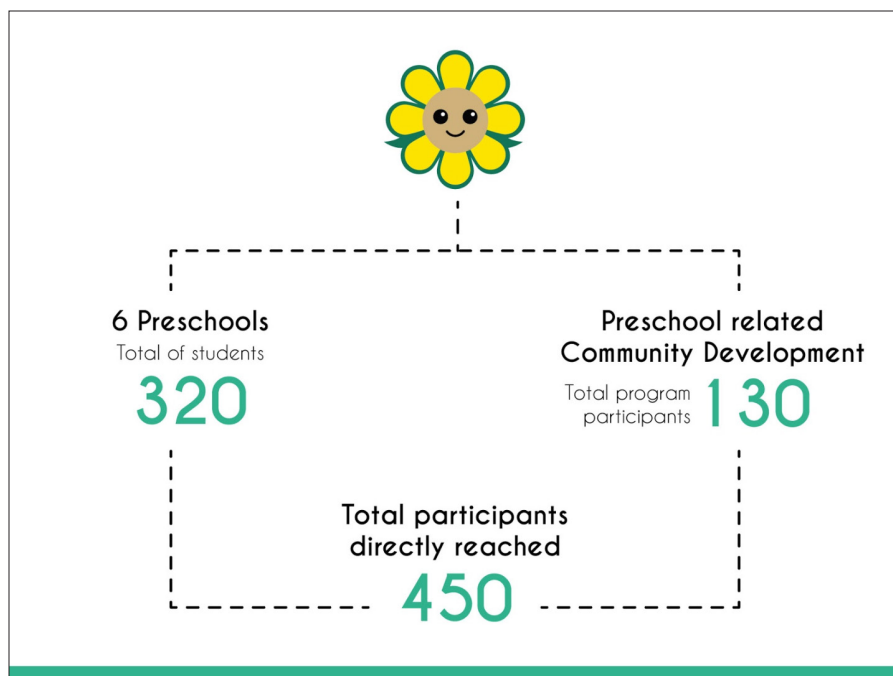 6 Preschools
Total of students
320
Preschool related
Community Development
Total program
participants
130
Total participants
directly reached
450